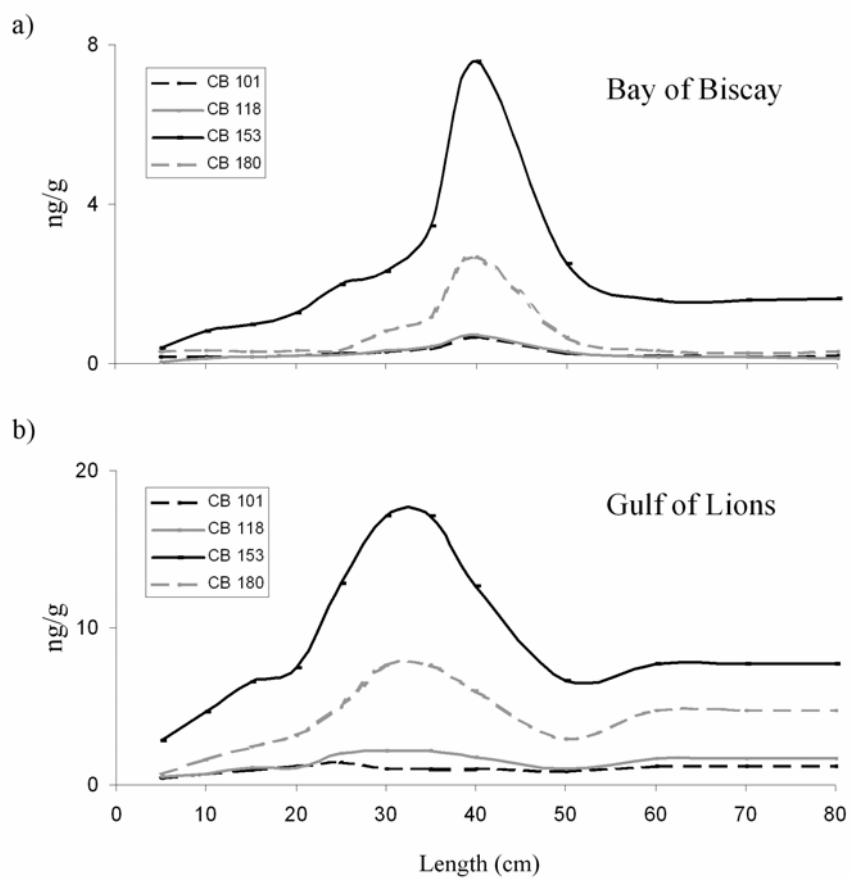 a)
8
CB 101
CB 118
CB 153
CB 180
Bay of Biscay
ng/g
4
0
b)
20
CB 101
CB 118
CB 153
CB 180
Gulf of Lions
ng/g
10
0
0 10 20 30 40 50 60 70 80
Length (cm)